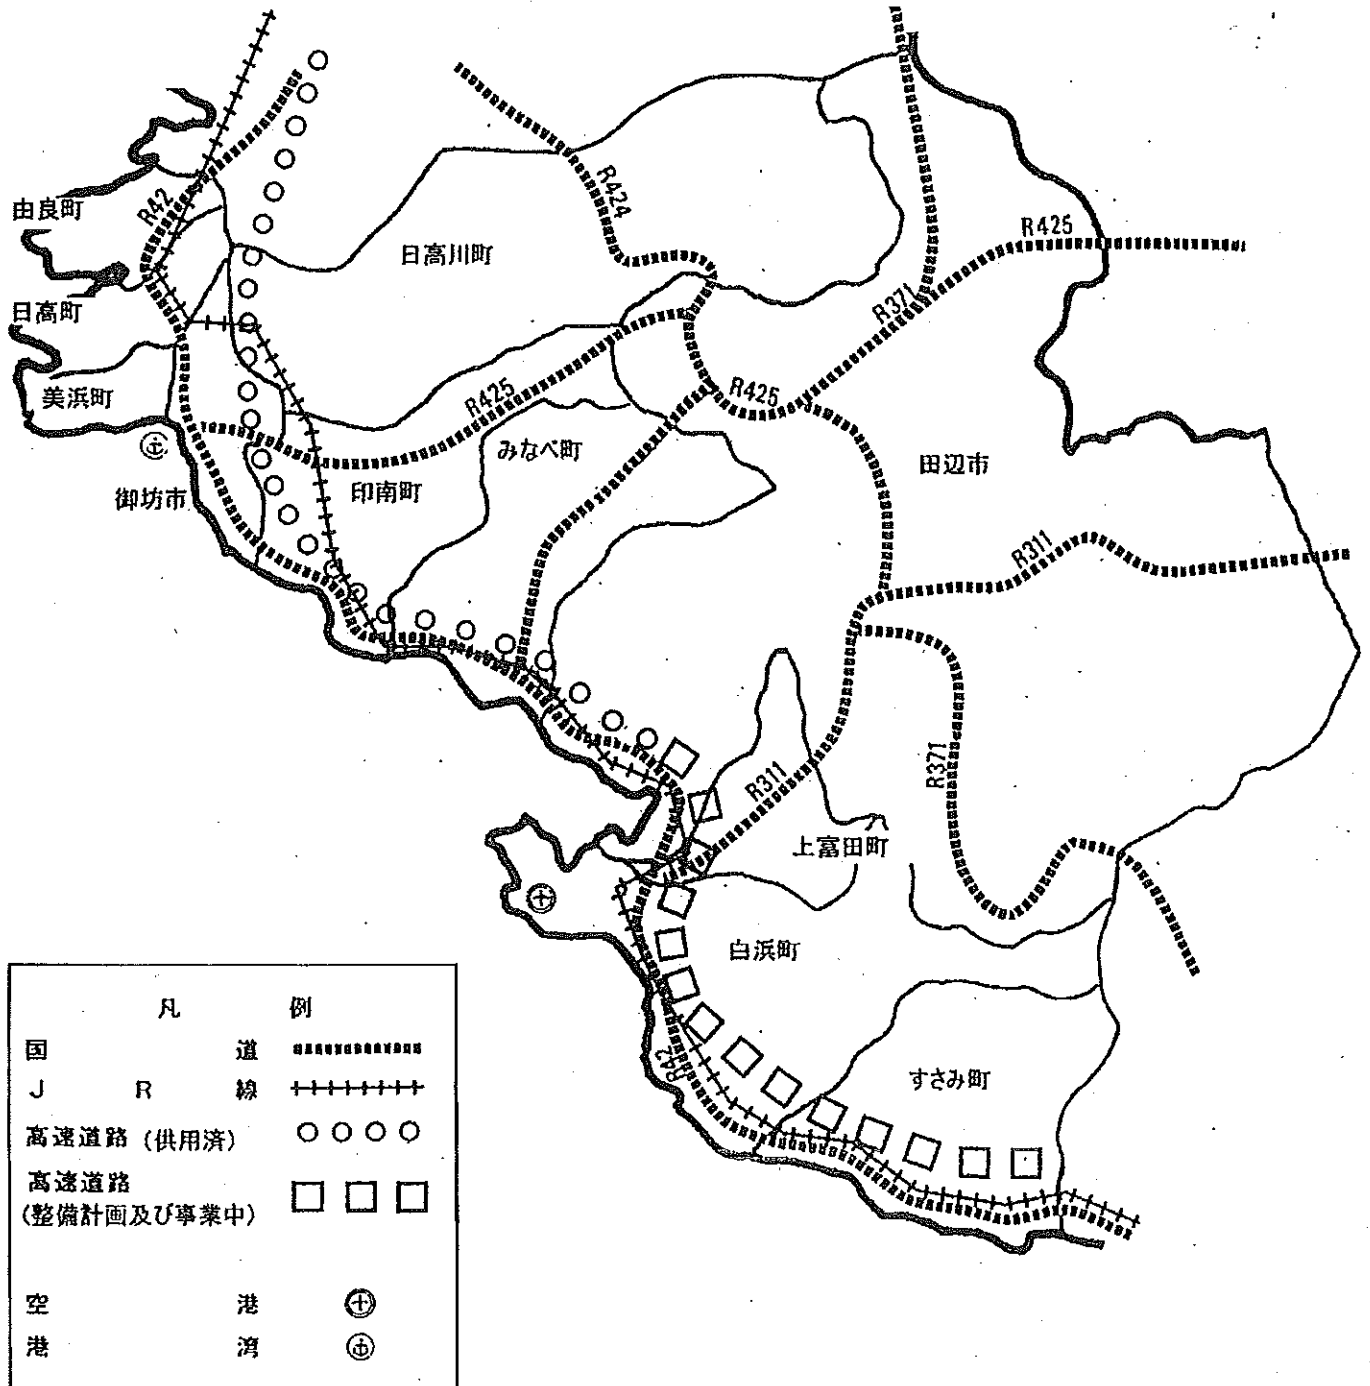 R42
由良町
日高川町
R424
R425
R371
日高町
美浜町
R425
R425
みなべ町
田辺市
御坊市
印南町
R311
R311
R371
上富田町
白浜町
R42
すさみ町
凡 例
国 道
J R 線
高速道路 (供用済)
高速道路
(整備計画及び事業中)
空 港
港 湾